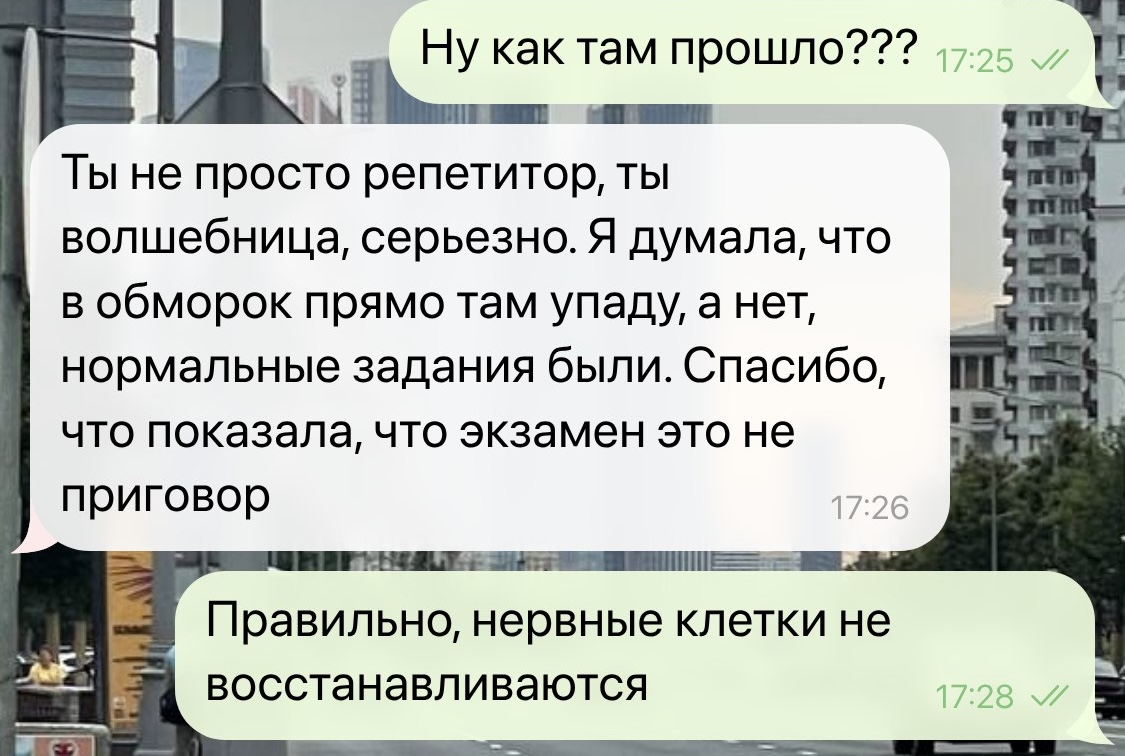 Ну как там прошло???
17:25
Ты не просто репетитор, ты
волшебница, серьезно. Я думала, что
в обморок прямо там упаду, а нет,
нормальные задания были. Спасибо,
что показала, что экзамен это не
приговор
17:26
Правильно, нервные клетки не
восстанавливаются
17:28